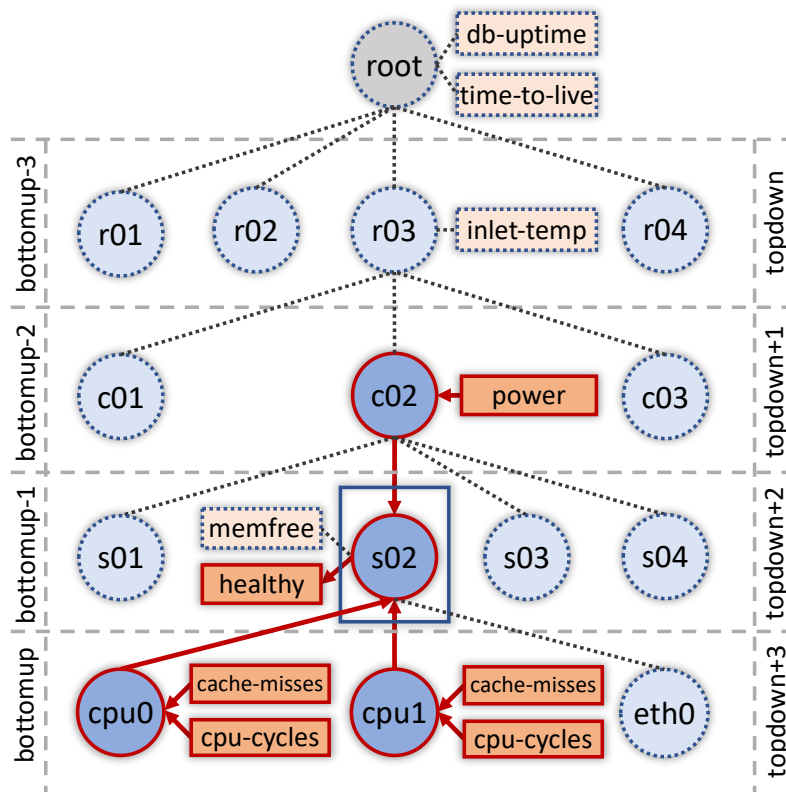 db-uptime
root
time-to-live
bottomup-3
r01
r02
r03
inlet-temp
r04
topdown
bottomup-2
c01
c02
power
c03
topdown+1
bottomup-1
s01
memfree
healthy
s02
s03
s04
topdown+2
bottomup
cpu0
cache-misses
cpu-cycles
cpu1
cache-misses
cpu-cycles
eth0
topdown+3